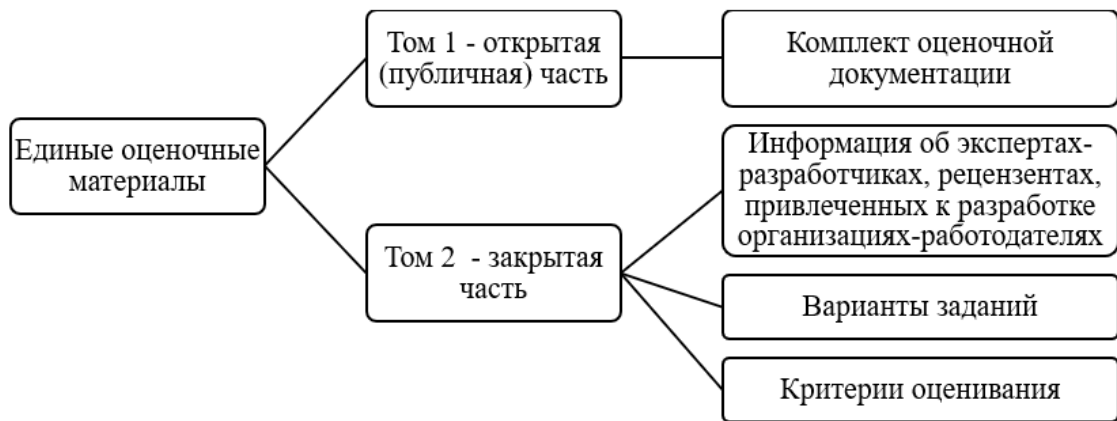 Единые оценочные
материалы
Том 1 - открытая
(публичная) часть
Комплект оценочной
документации
Том 2 - закрытая
часть
Информация об экспертах-
разработчиках, рецензентах,
привлеченных к разработке
организациях-работодателях
Варианты заданий
Критерии оценивания